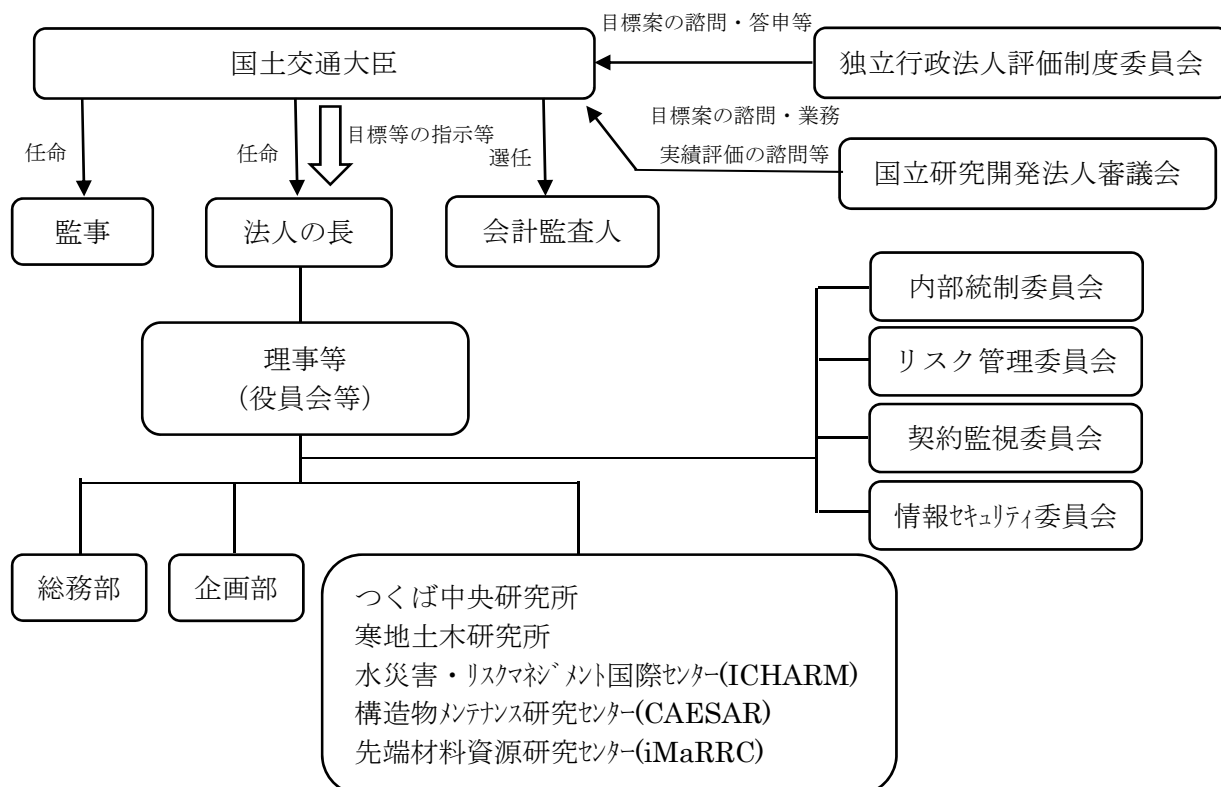 目標案の諮問・答申等
国土交通大臣
独立行政法人評価制度委員会
目標案の諮問・業務
実績評価の諮問等
国立研究開発法人審議会
任命
任命
目標等の指示等
選任
監事
法人の長
会計監査人
内部統制委員会
理事等
(役員会等)
リスク管理委員会
契約監視委員会
情報ｾｷｭﾘﾃｨ委員会
総務部
企画部
つくば中央研究所
寒地土木研究所
水災害・ﾘｽｸﾏﾈｼﾞﾒﾝﾄ国際ｾﾝﾀｰ(ICHARM)
構造物ﾒﾝﾃﾅﾝｽ研究ｾﾝﾀｰ(CAESAR)
先端材料資源研究ｾﾝﾀｰ(iMaRRC)